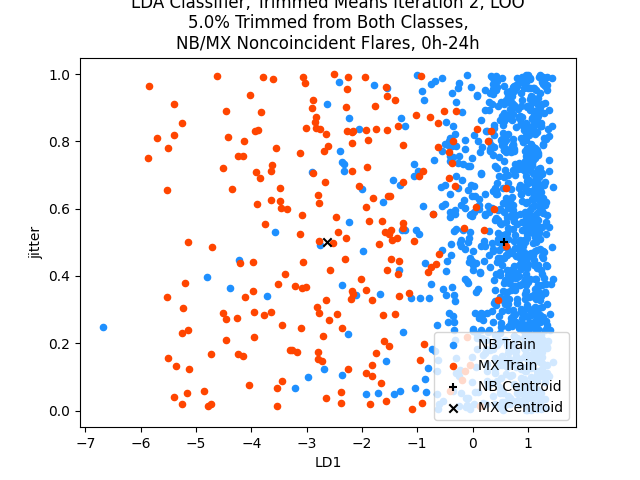 LDA Classifier, Trimmed Means Iteration 2, LOO
5.0% Trimmed from Both Classes,
NB/MX Noncoincident Flares, 0h-24h
1.0
0.8
0.6
0.4
0.2
0.0
jitter
NB Train
MX Train
NB Centroid
MX Centroid
−7 −6 −5 −4 −3 −2 −1 0 1
LD1